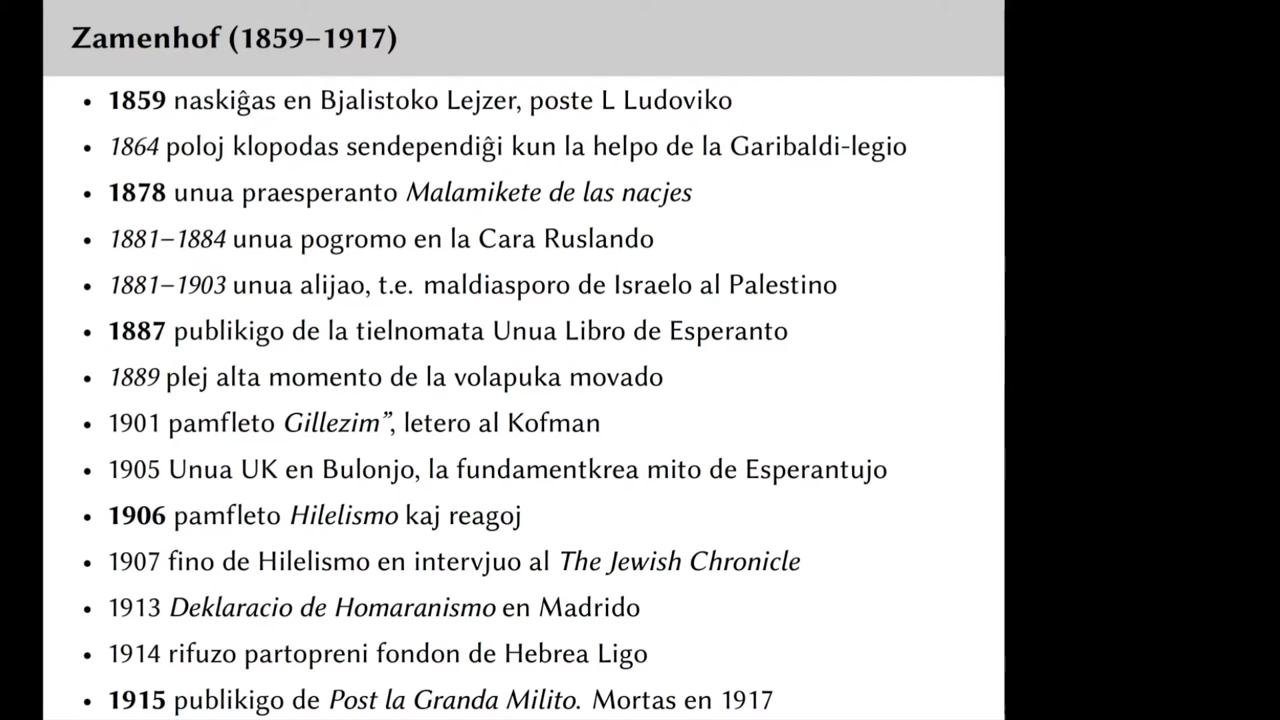 Zamenhof (1859–1917)
• 1859 naskiĝas en Bjalistoko Lejzer, poste L Ludoviko
• 1864 poloj klopodas sendependiĝi kun la helpo de la Garibaldi-legio
• 1878 unua praesperanto Malamikete de las nacjes
• 1881–1884 unua pogromo en la Cara Ruslando
• 1881–1903 unua alijao, t.e. maldiasporo de Israelo al Palestino
• 1887 publikigo de la tielnomata Unua Libro de Esperanto
• 1889 plej alta momento de la volapuka movado
• 1901 pamfleto Gillezim”, letero al Kofman
• 1905 Unua UK en Bulonjo, la fundamentkrea mito de Esperantujo
• 1906 pamfleto Hilelismo kaj reagoj
• 1907 fino de Hilelismo en intervjuo al The Jewish Chronicle
• 1913 Deklaracio de Homaranismo en Madrido
• 1914 rifuzo partopreni fondon de Hebrea Ligo
• 1915 publikigo de Post la Granda Milito. Mortas en 1917